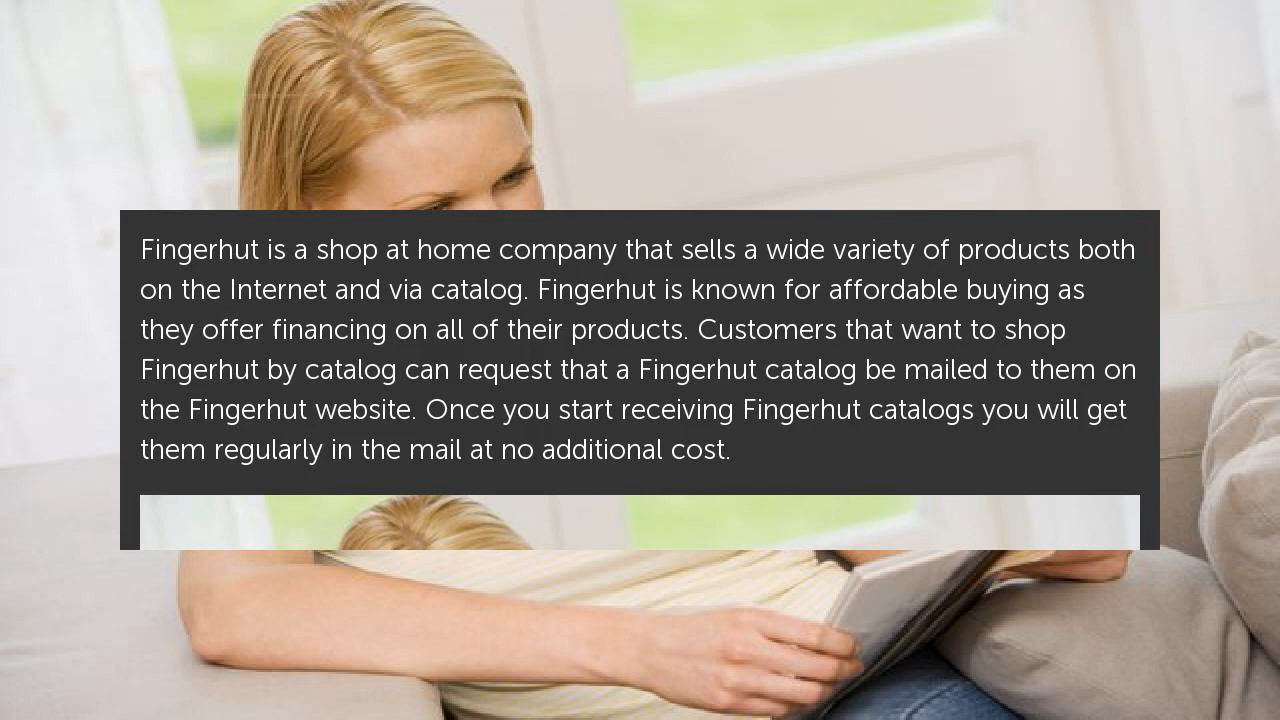 Fingerhut is a shop at home company that sells a wide variety of products both
on the Internet and via catalog. Fingerhut is known for affordable buying as
they offer financing on all of their products. Customers that want to shop
Fingerhut by catalog can request that a Fingerhut catalog be mailed to them on
the Fingerhut website. Once you start receiving Fingerhut catalogs you will get
them regularly in the mail at no additional cost.